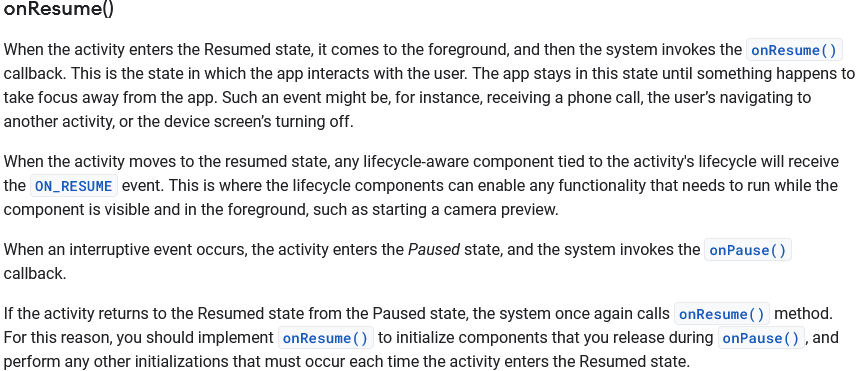 onResume()
When the activity enters the Resumed state, it comes to the foreground, and then the system invokes the onResume()
callback. This is the state in which the app interacts with the user. The app stays in this state until something happens to
take focus away from the app. Such an event might be, for instance, receiving a phone call, the user’s navigating to
another activity, or the device screen’s turning off.
When the activity moves to the resumed state, any lifecycle-aware component tied to the activity's lifecycle will receive
the ON_RESUME event. This is where the lifecycle components can enable any functionality that needs to run while the
component is visible and in the foreground, such as starting a camera preview.
When an interruptive event occurs, the activity enters the Paused state, and the system invokes the onPause()
callback.
If the activity returns to the Resumed state from the Paused state, the system once again calls onResume() method.
For this reason, you should implement onResume() to initialize components that you release during onPause(), and
perform any other initializations that must occur each time the activity enters the Resumed state.